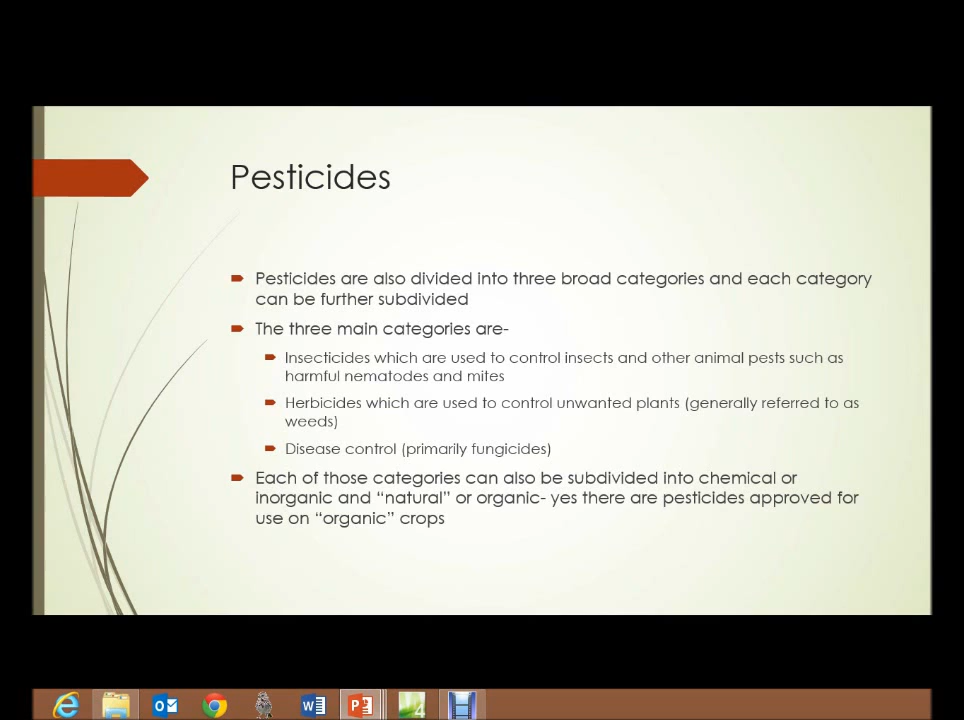 Pesticides
Pesticides are also divided into three broad categories and each category
can be further subdivided
The three main categories are-
Insecticides which are used to control insects and other animal pests such as
harmful nematodes and mites
Herbicides which are used to control unwanted plants (generally referred to as
weeds)
Disease control (primarily fungicides)
Each of those categories can also be subdivided into chemical or
inorganic and “natural” or organic- yes there are pesticides approved for
use on “organic” crops